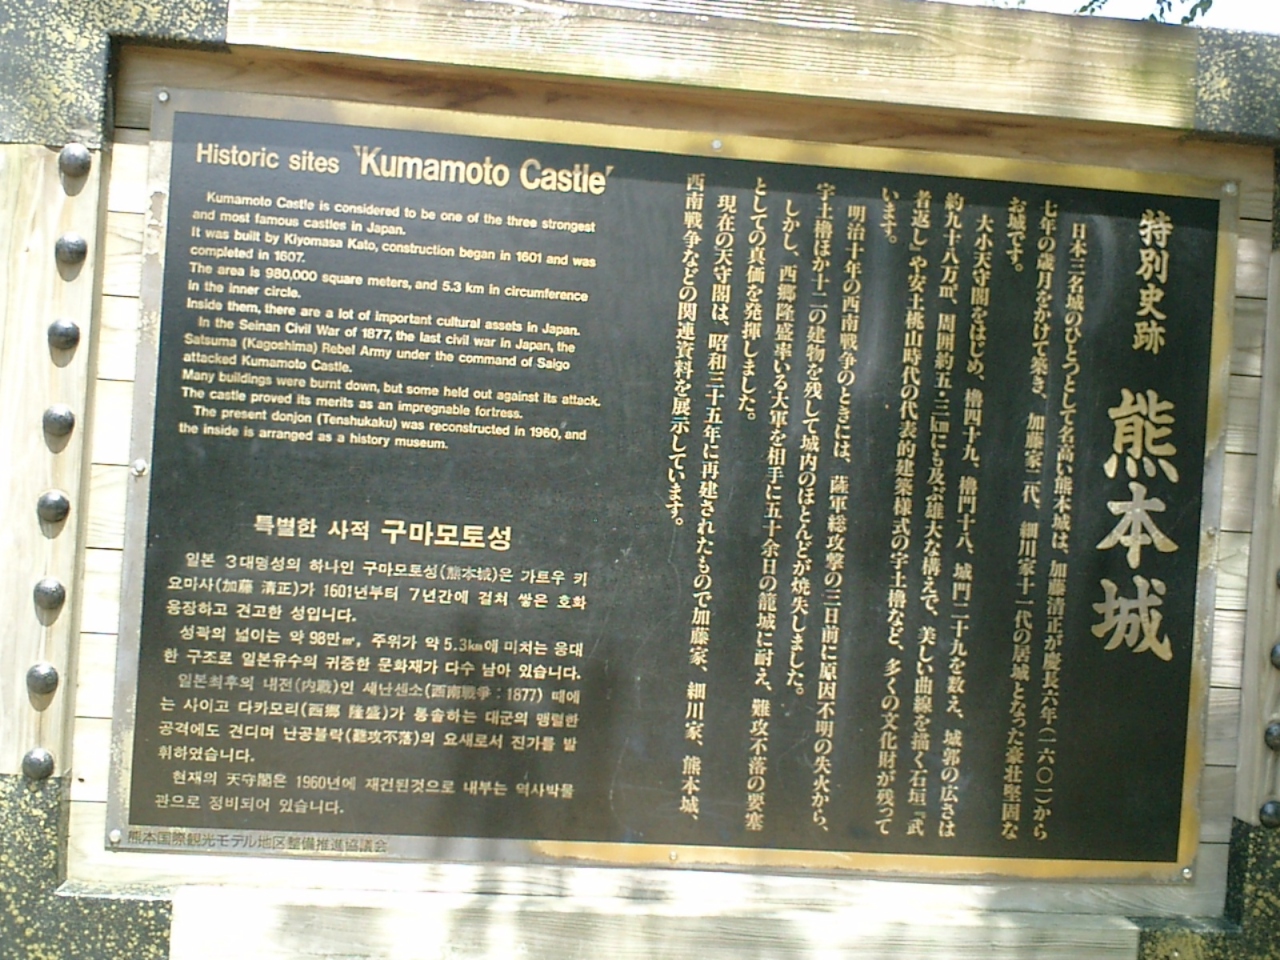 Historic sites 'Kumamoto Castle'
Kumamoto Castle is considered to be one of the three strongest
and most famous castles in Japan.
It was built by Kiyomasa Kato, construction began in 1601 and was
completed in 1607.
The area is 980,000 square meters, and 5.3 km in circumference
in the inner circle.
Inside them, there are a lot of important cultural assets in Japan.
In the Seinan Civil War of 1877, the last civil war in Japan, the
Satsuma (Kagoshima) Rebel Army under the command of Saigo
attacked Kumamoto Castle.
Many buildings were burnt down, but some held out against its attack.
The castle proved its merits as an impregnable fortress.
The present donjon (Tenshukaku) was reconstructed in 1960, and
the inside is arranged as a history museum.
특별한 사적 구마모토성
일본 3대명성의 하나인 구마모토성(熊本城)은 가토우 키
요마사(加藤 清正)가 1601년부터 7년간에 걸처 쌓은 호화
웅장하고 견고한 성입니다.
성곽의 넓이는 약 98만㎡, 주위가 약 5.3㎞에 미치는 웅대
한 구조로 일본유수의 귀중한 문화재가 다수 남아 있습니다.
일본최후의 내전(内戰)인 세난센소(西南戦争 : 1877) 때에
는 사이고 다카모리(西郷 隆盛)가 통솔하는 대군의 맹렬한
공격에도 견디며 난공불락(難攻不落)의 요새로서 진가를 발
휘하였습니다.
현재의 天守閣은 1960년에 재건된것으로 내부는 역사박물
관으로 정비되어 있습니다.
特別史跡 熊本城
日本三名城のひとつとして名高い熊本城は、加藤清正が慶長六年(一六〇一)から
七年の歳月をかけて築き、加藤家二代、細川家十一代の居城となった豪壮堅固な
お城です。
大小天守閣をはじめ、櫓四十九、櫓門十八、城門二十九を数え、城郭の広さは
約九十八万㎡、周囲約五・三㎞にも及ぶ雄大な構えで、美しい曲線を描く石垣『武
者返し』や安土桃山時代の代表的建築様式の宇土櫓など、多くの文化財が残って
います。
明治十年の西南戦争のときには、薩軍総攻撃の三日前に原因不明の失火から、
宇土櫓ほか十二の建物を残して城内のほとんどが焼失しました。
しかし、西郷隆盛率いる大軍を相手に五十余日の籠城に耐え、難攻不落の要塞
としての真価を発揮しました。
現在の天守閣は、昭和三十五年に再建されたもので加藤家、細川家、熊本城、
西南戦争などの関連資料を展示しています。
熊本国際観光モデル地区整備推進協議会